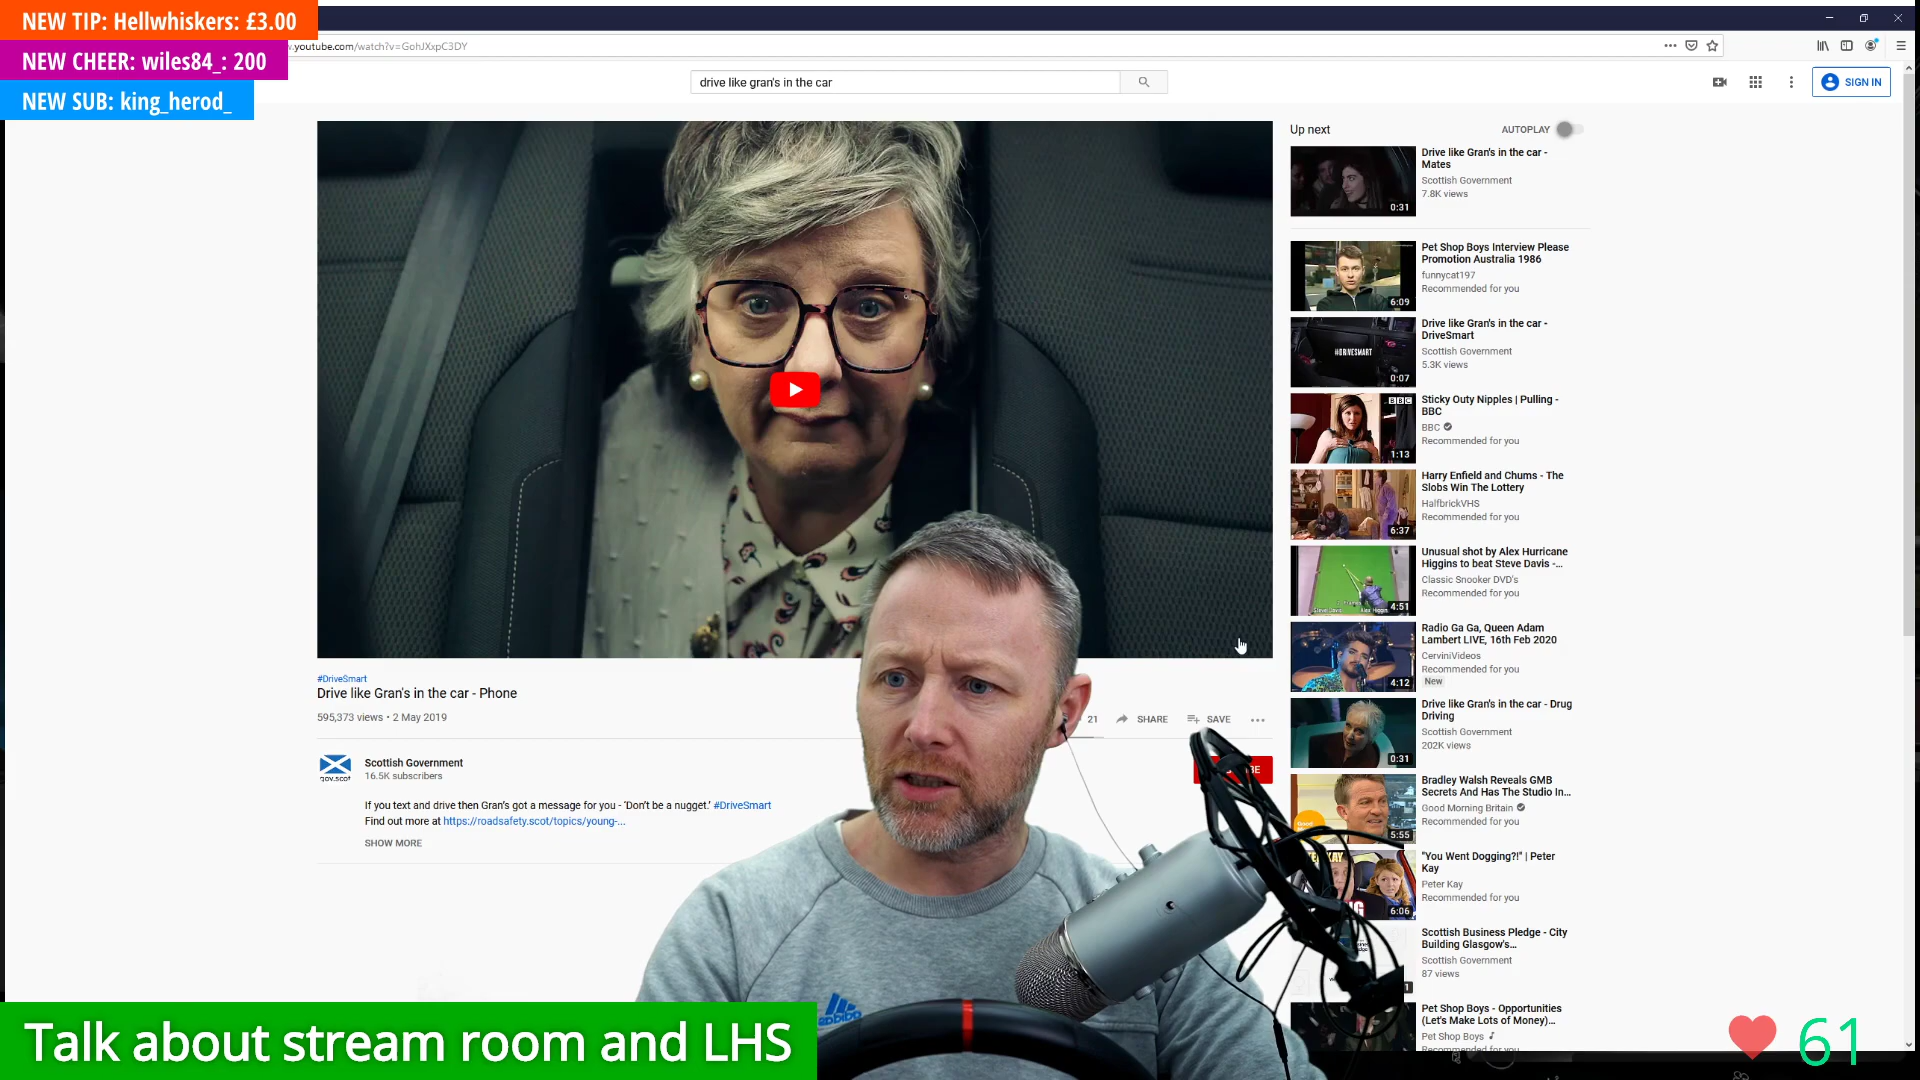 NEW TIP: Hellwhiskers: £3.00
NEW CHEER: wiles84_: 200
NEW SUB: king_herod_
.youtube.com/watch?v=GohJXxpC3DY
drive like gran's in the car
SIGN IN
#DriveSmart
Drive like Gran's in the car - Phone
595,373 views • 2 May 2019
21
SHARE
SAVE
Scottish Government
16.5K subscribers
gov.scot
If you text and drive then Gran's got a message for you - 'Don't be a nugget.' #DriveSmart
Find out more at https://roadsafety.scot/topics/young-...
SHOW MORE
Up next
AUTOPLAY
Drive like Gran's in the car -
Mates
Scottish Government
7.8K views
0:31
Pet Shop Boys Interview Please
Promotion Australia 1986
funnycat197
Recommended for you
6:09
Drive like Gran's in the car -
DriveSmart
Scottish Government
5.3K views
#DRIVESMART
0:07
Sticky Outy Nipples | Pulling -
BBC
BBC
Recommended for you
BBC
1:13
Harry Enfield and Chums - The
Slobs Win The Lottery
HalfbrickVHS
Recommended for you
6:37
Unusual shot by Alex Hurricane
Higgins to beat Steve Davis -...
Classic Snooker DVD's
Recommended for you
4:51
Radio Ga Ga, Queen Adam
Lambert LIVE, 16th Feb 2020
CerviniVideos
Recommended for you
New
4:12
Drive like Gran's in the car - Drug
Driving
Scottish Government
202K views
0:31
Bradley Walsh Reveals GMB
Secrets And Has The Studio In...
Good Morning Britain
Recommended for you
5:55
"You Went Dogging?!" | Peter
Kay
Peter Kay
Recommended for you
6:06
Scottish Business Pledge - City
Building Glasgow's...
Scottish Government
87 views
Pet Shop Boys - Opportunities
(Let's Make Lots of Money)...
Pet Shop Boys
Recommended for you
adidas
Talk about stream room and LHS
61